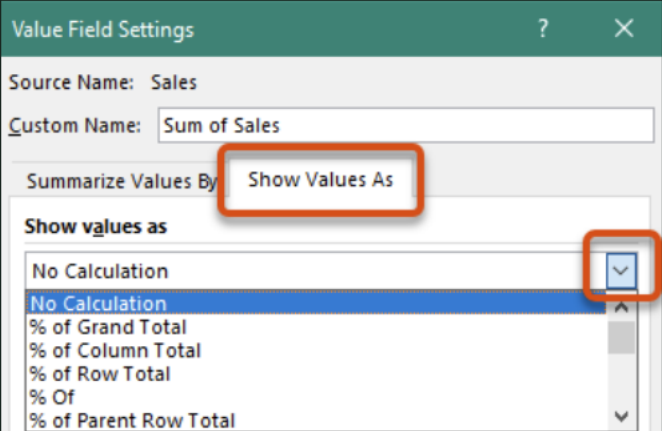 Value Field Settings ?
Source Name: Sales
Custom Name: Sum of Sales
Summarize Values By Show Values As
Show values as
No Calculation
No Calculation
% of Grand Total
% of Column Total
% of Row Total
% Of
% of Parent Row Total